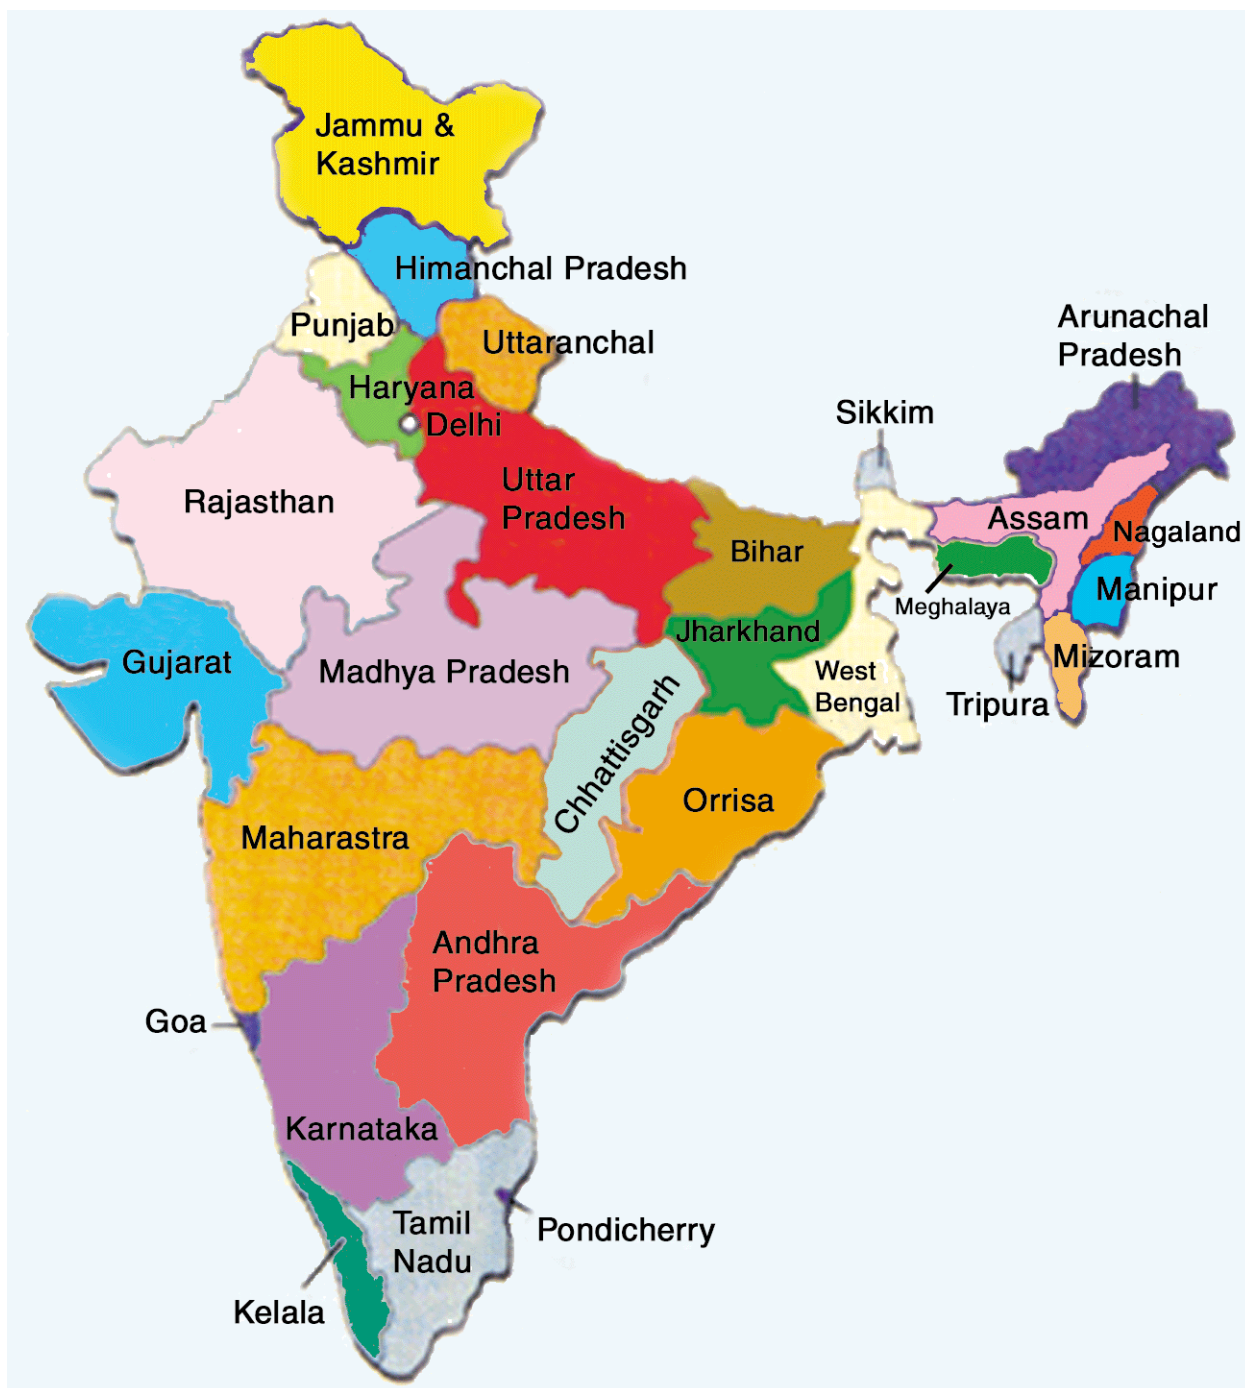 Jammu &
Kashmir
Himanchal Pradesh
Punjab
Uttaranchal
Arunachal
Pradesh
Haryana
Delhi
Sikkim
Rajasthan
Uttar
Pradesh
Assam
Nagaland
Bihar
Manipur
Meghalaya
Jharkhand
Gujarat
Madhya Pradesh
West
Bengal
Mizoram
Tripura
Chhattisgarh
Orrisa
Maharastra
Andhra
Pradesh
Goa
Karnataka
Tamil
Nadu
Pondicherry
Kelala